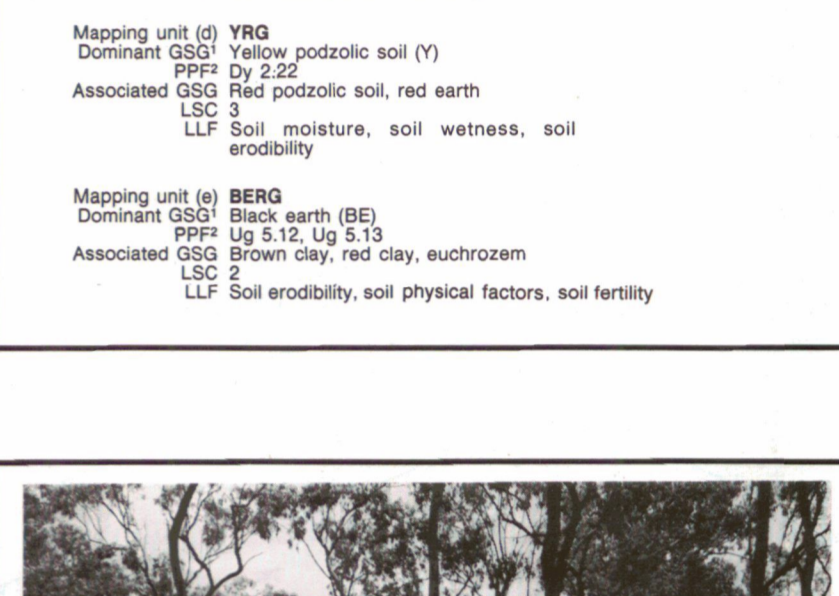 Mapping unit (d) YRG
Dominant GSG¹ Yellow podzolic soil (Y)
PPF² Dy 2:22
Associated GSG Red podzolic soil, red earth
LSC 3
LLF Soil moisture, soil wetness, soil
erodibility
Mapping unit (e) BERG
Dominant GSG¹ Black earth (BE)
PPF² Ug 5.12, Ug 5.13
Associated GSG Brown clay, red clay, euchrozem
LSC 2
LLF Soil erodibility, soil physical factors, soil fertility